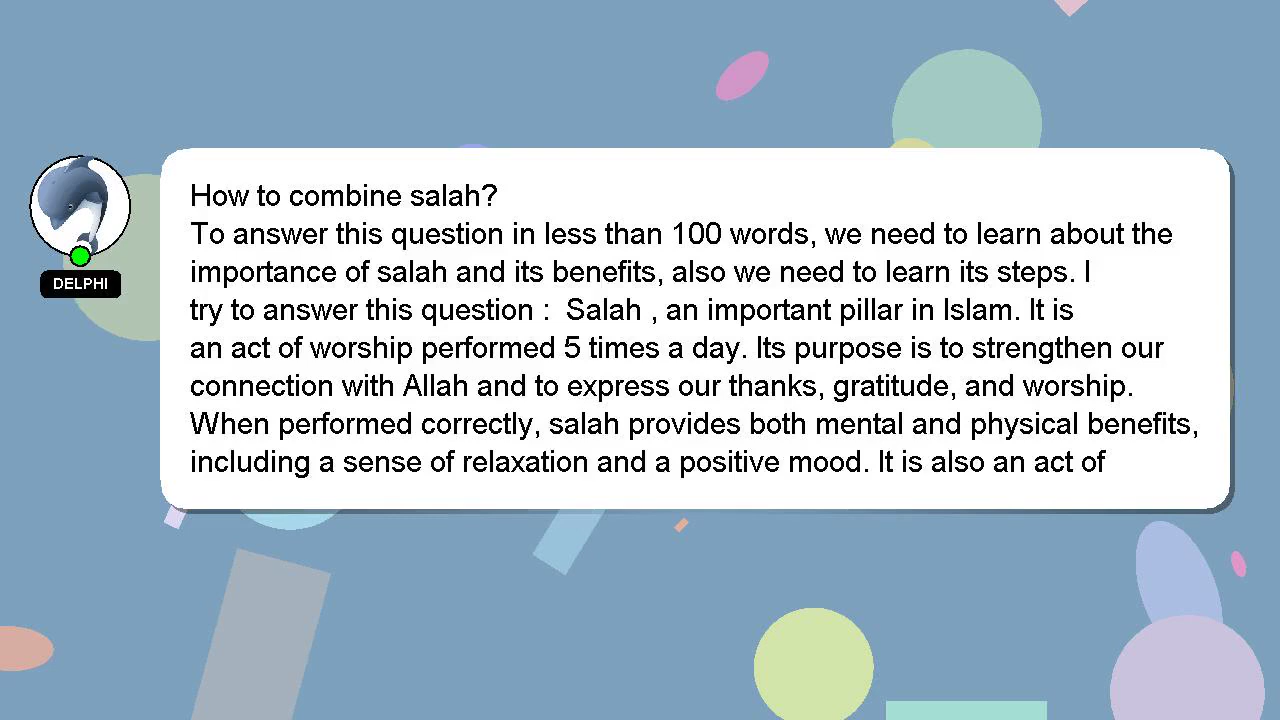 How to combine salah?
To answer this question in less than 100 words, we need to learn about the
importance of salah and its benefits, also we need to learn its steps. I
try to answer this question :  Salah , an important pillar in Islam. It is
an act of worship performed 5 times a day. Its purpose is to strengthen our
connection with Allah and to express our thanks, gratitude, and worship.
When performed correctly, salah provides both mental and physical benefits,
including a sense of relaxation and a positive mood. It is also an act of
DELPHI